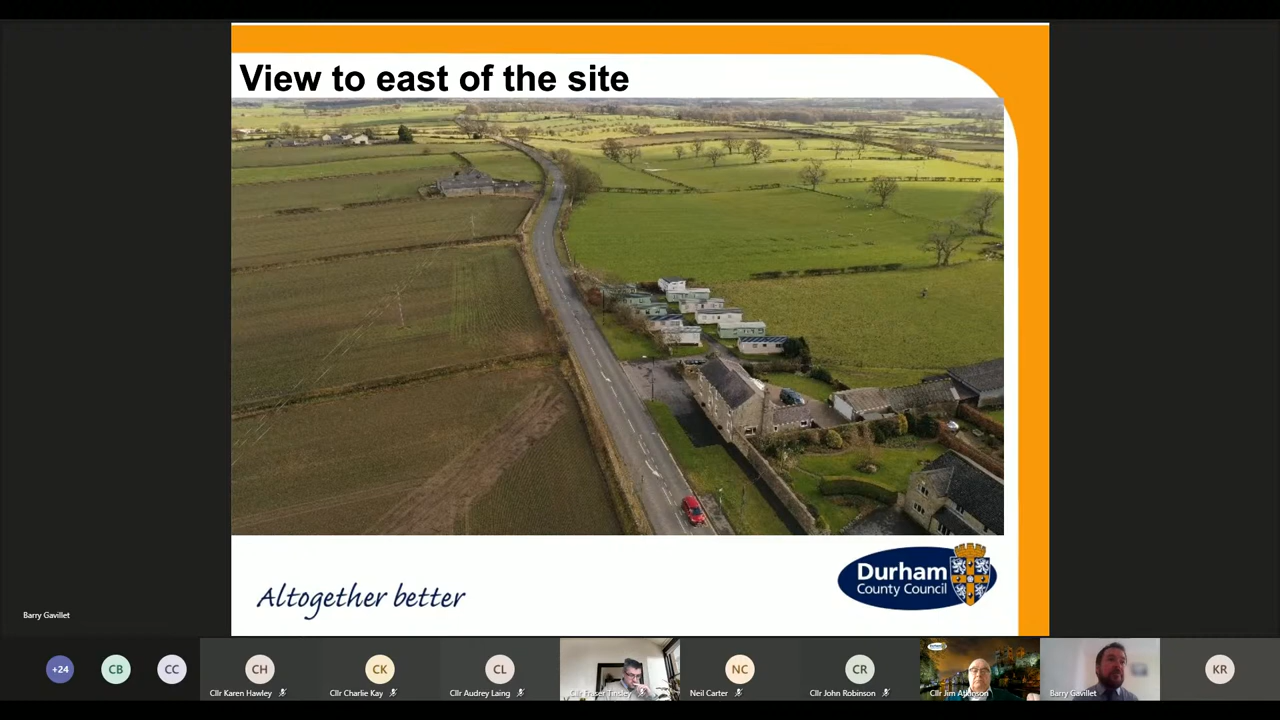 View to east of the site
Altogether better
Durham
County Council
Barry Gavillet
+24
CB
CC
CH
CK
CL
NC
CR
KR
Cllr Karen Hawley
Cllr Charlie Kay
Cllr Audrey Laing
Cllr Fraser Tinsley
Neil Carter
Cllr John Robinson
Cllr Jim Atkinson
Barry Gavillet